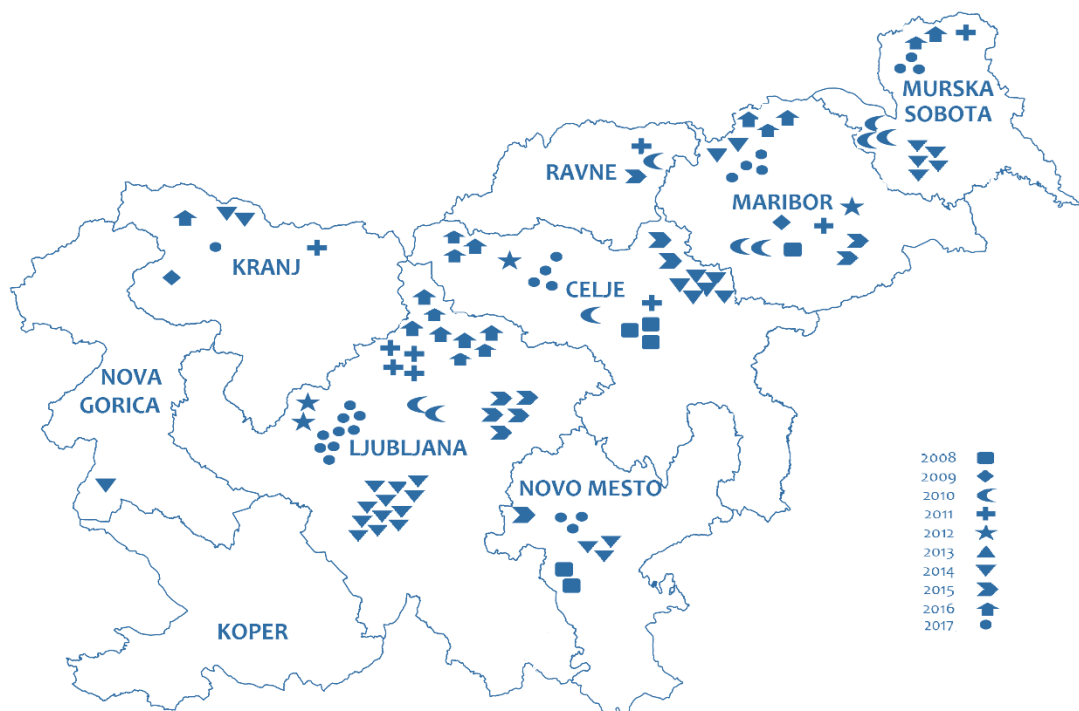 MURSKA
SOBOTA
RAVNE
MARIBOR
KRANJ
CELJE
NOVA
GORICA
LJUBLJANA
NOVO MESTO
KOPER
2008
2009
2010
2011
2012
2013
2014
2015
2016
2017